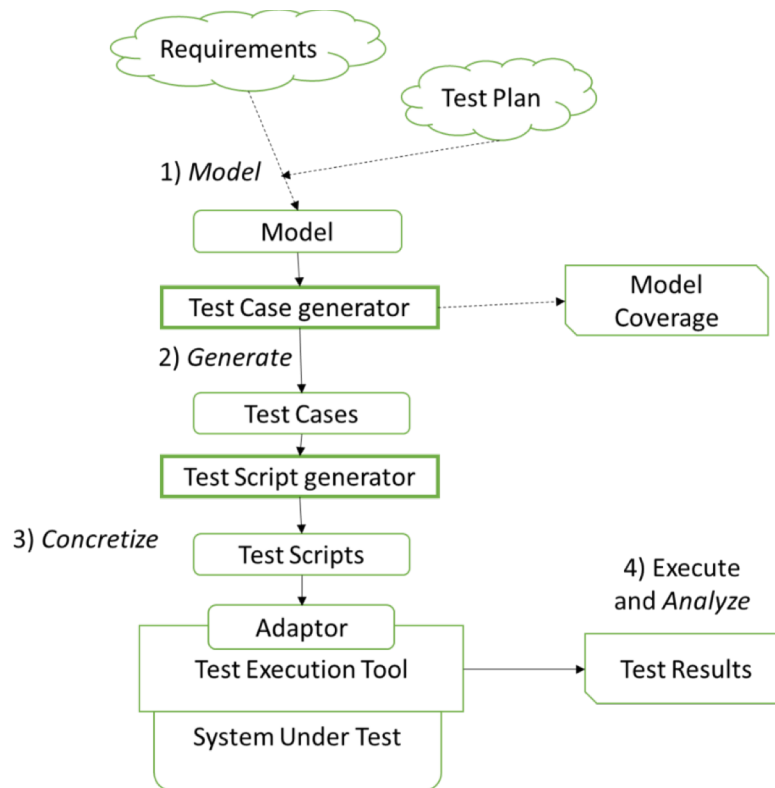 Requirements
Test Plan
1) Model
Model
Test Case generator
Model
Coverage
2) Generate
Test Cases
Test Script generator
3) Concretize
Test Scripts
4) Execute
and Analyze
Adaptor
Test Execution Tool
Test Results
System Under Test